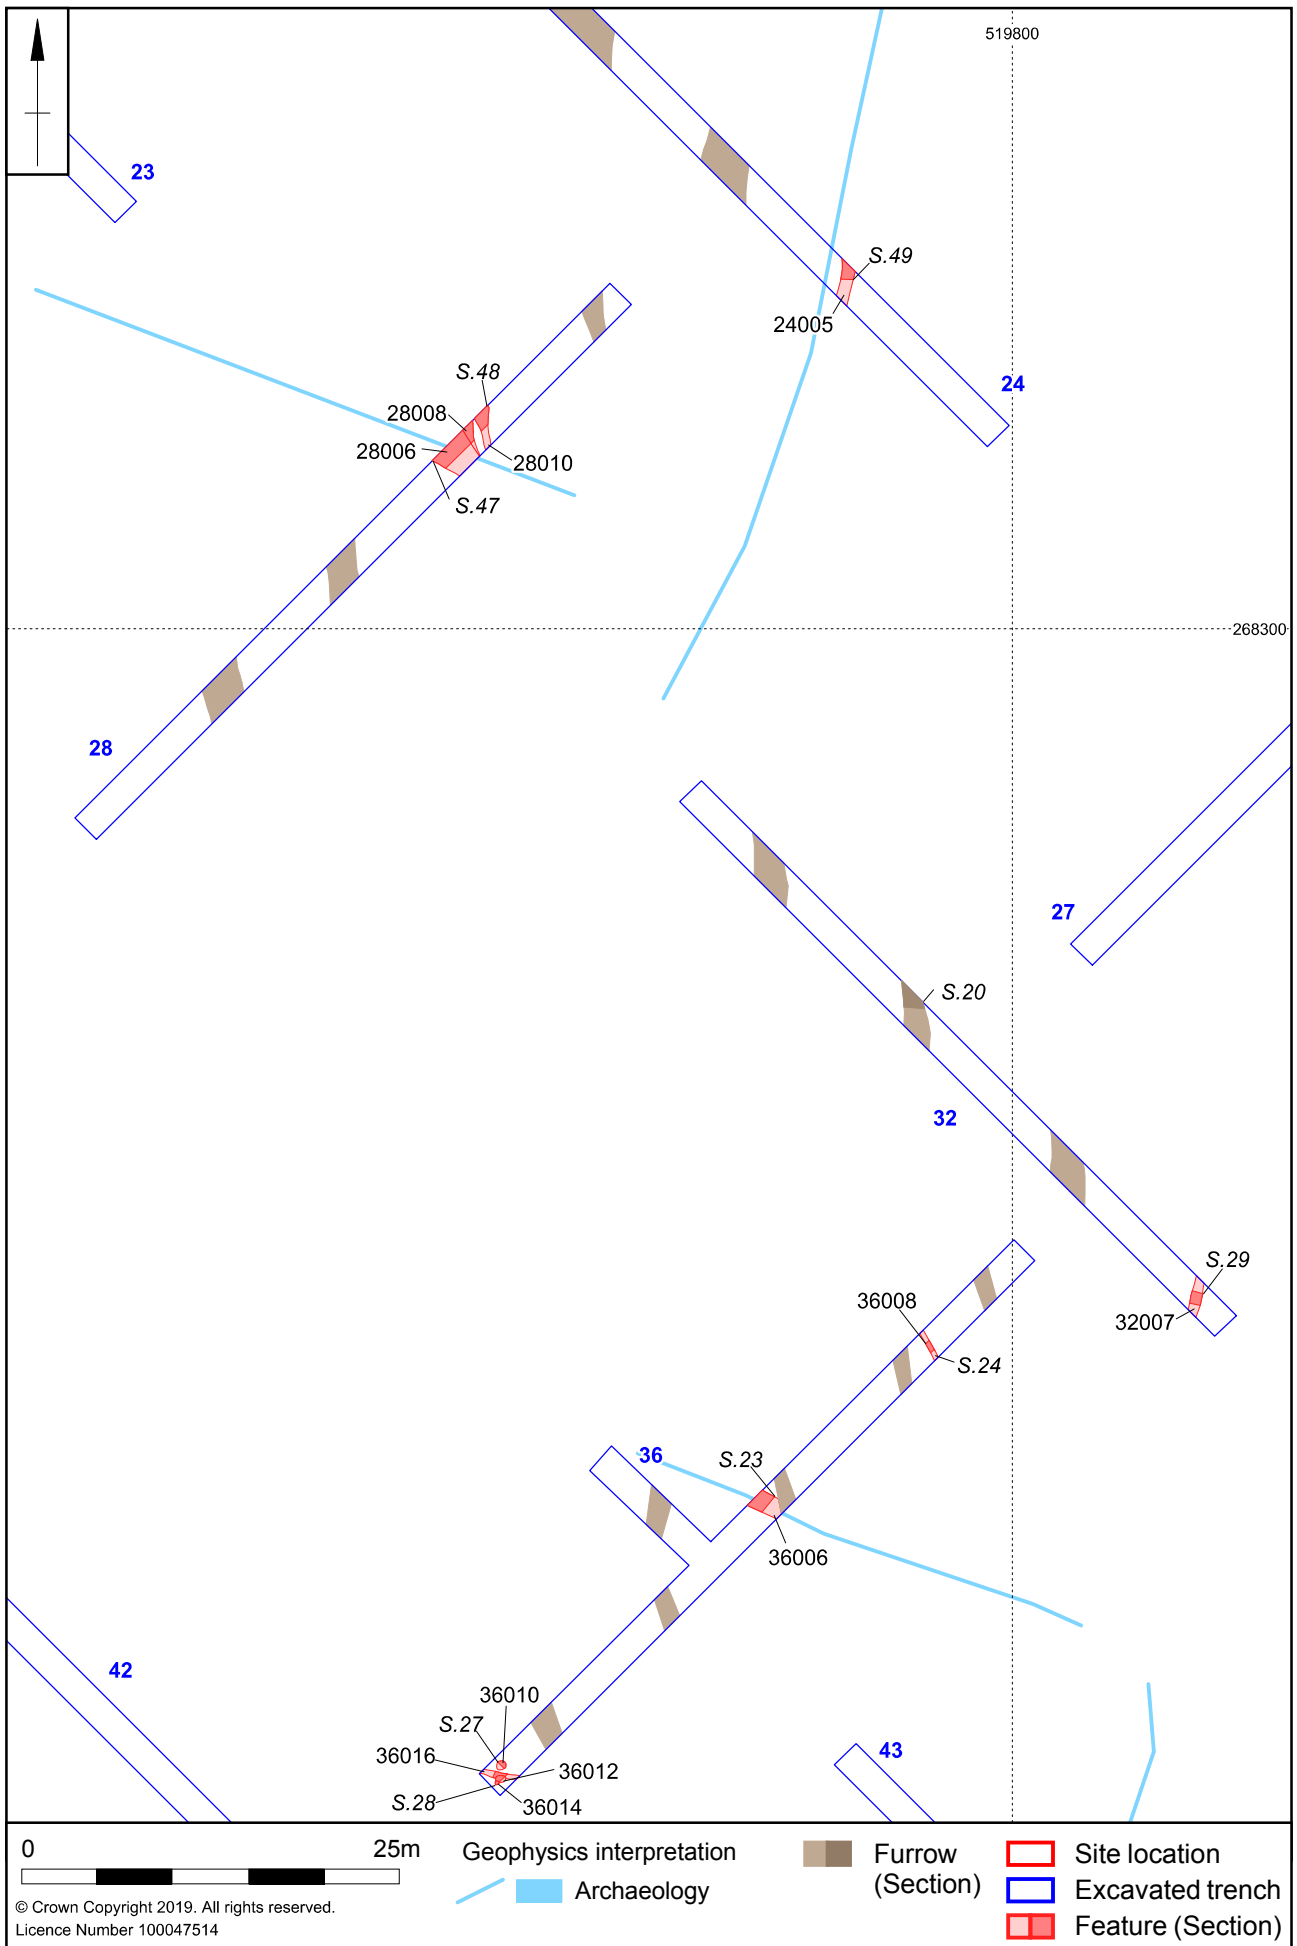 519800
23
S.49
24005
24
S.48
28008
28006
28010
S.47
268300
28
27
S.20
32
S.29
36008
32007
S.24
36
S.23
36006
42
36010
S.27
43
36016
36012
S.28
36014
0 25m
© Crown Copyright 2019. All rights reserved.
Licence Number 100047514
Geophysics interpretation
Archaeology
Furrow
(Section)
Site location
Excavated trench
Feature (Section)